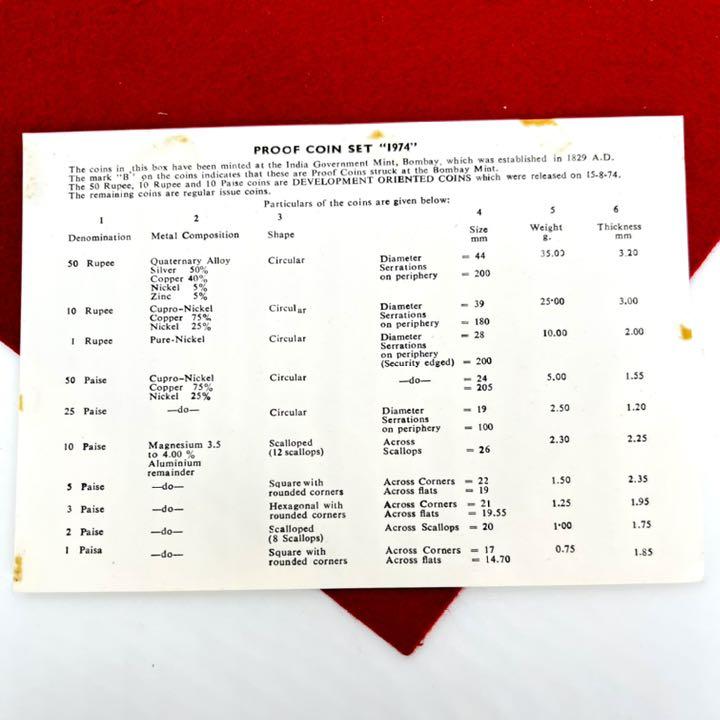 PROOF COIN SET "1974"
The coins in this box have been minted at the India Government Mint, Bombay, which was established in 1829 A.D.
The mark "B" on the coins indicates that these are Proof Coins struck at the Bombay Mint.
The 50 Rupee, 10 Rupee and 10 Paise coins are DEVELOPMENT ORIENTED COINS which were released on 15-8-74.
The remaining coins are regular issue coins.
Particulars of the coins are given below:
1 2 3 4 5 6
Denomination Metal Composition Shape Size Weight Thickness
mm g. mm
50 Rupee Quaternary Alloy Circular Diameter = 44 35.00 3.20
Silver 50% Serrations
Copper 40% on periphery = 200
Nickel 5%
Zinc 5%
10 Rupee Cupro-Nickel Circular Diameter = 39 25·00 3.00
Copper 75% Serrations
Nickel 25% on periphery = 180
1 Rupee Pure-Nickel Circular Diameter = 28 10.00 2.00
Serrations
on periphery
(Security edged) = 200
50 Paise Cupro-Nickel Circular —do— = 24 5.00 1.55
Copper 75% = 205
Nickel 25%
25 Paise —do— Circular Diameter = 19 2.50 1.20
Serrations
on periphery = 100
10 Paise Magnesium 3.5 Scalloped Across 2.30 2.25
to 4.00 % (12 scallops) Scallops = 26
Aluminium
remainder
5 Paise —do— Square with Across Corners = 22 1.50 2.35
rounded corners Across flats = 19
3 Paise —do— Hexagonal with Across Corners = 21 1.25 1.95
rounded corners Across flats = 19.55
2 Paise —do— Scalloped Across Scallops = 20 1·00 1.75
(8 Scallops)
1 Paisa —do— Square with Across Corners = 17 0.75 1.85
rounded corners Across flats = 14.70